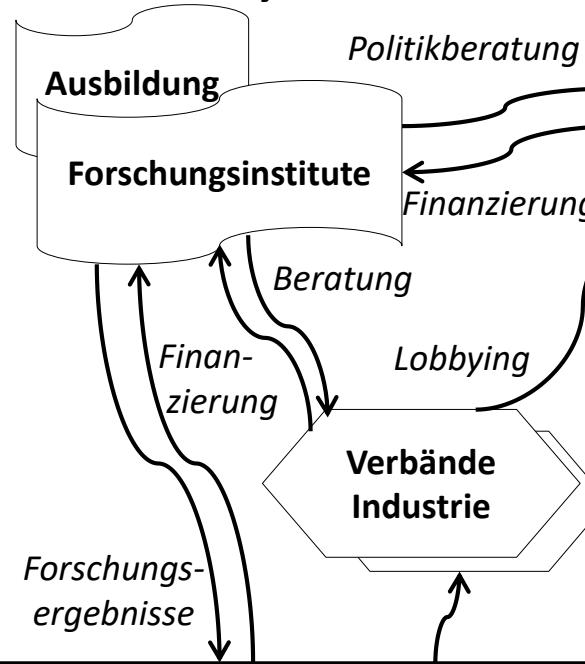 Politikberatung
Ausbildung
Forschungsinstitute
Finanzierung
Beratung
Finan-
zierung
Lobbying
Verbände
Industrie
Forschungs-
ergebnisse